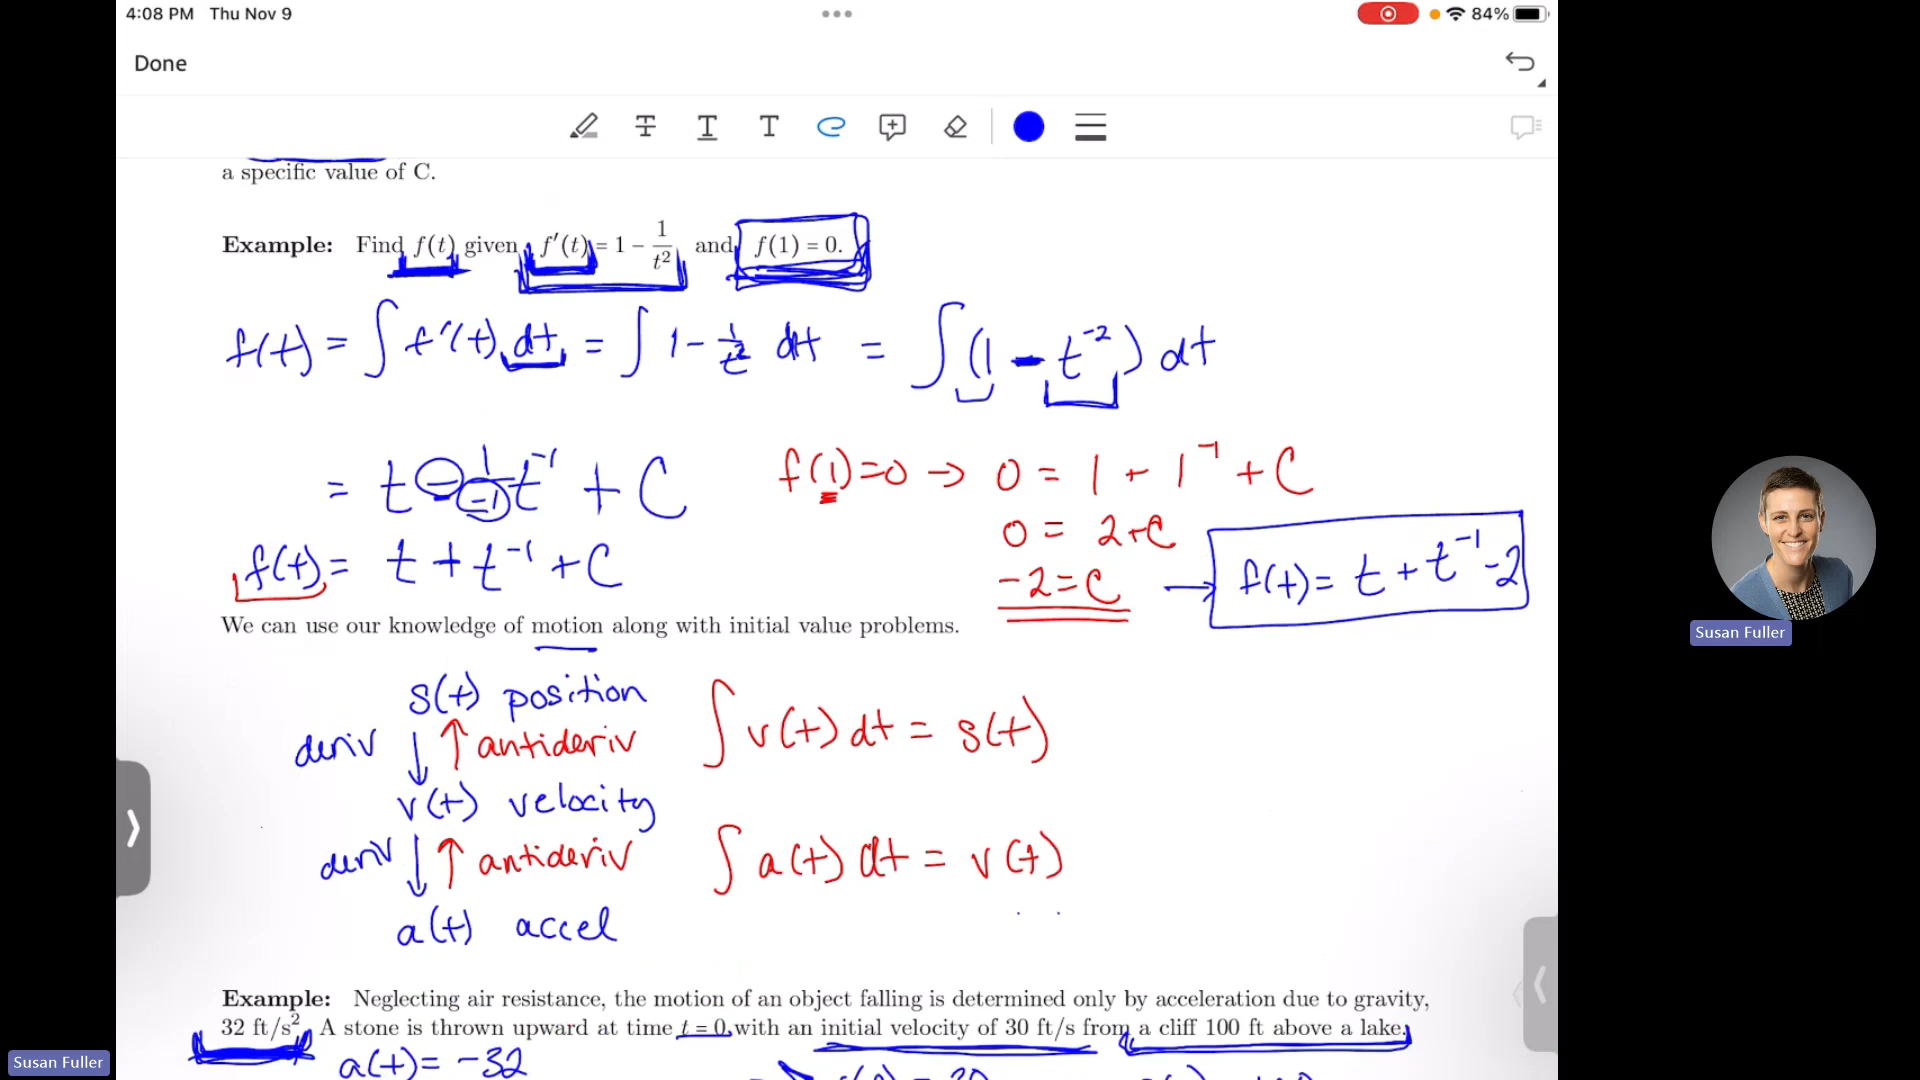 4:08 PM Thu Nov 9
84%
Done
a specific value of C.
Example: Find f(t) given f′(t) = 1 − 1/t² and f(1) = 0.
f(t) = ∫ f'(t) dt = ∫ 1 − 1/t² dt = ∫ (1 − t⁻²) dt
= t − 1/−1 t⁻¹ + C
f(1)=0 → 0 = 1 + 1⁻¹ + C
0 = 2+C
f(t) = t + t⁻¹ + C
−2 = C → f(t) = t + t⁻¹ − 2
We can use our knowledge of motion along with initial value problems.
s(t) position
deriv ↓ ↑ antideriv ∫ v(t) dt = s(t)
v(t) velocity
deriv ↓ ↑ antideriv ∫ a(t) dt = v(t)
a(t) accel
Example: Neglecting air resistance, the motion of an object falling is determined only by acceleration due to gravity,
32 ft/s². A stone is thrown upward at time t = 0 with an initial velocity of 30 ft/s from a cliff 100 ft above a lake.
a(t) = −32
Susan Fuller
Susan Fuller